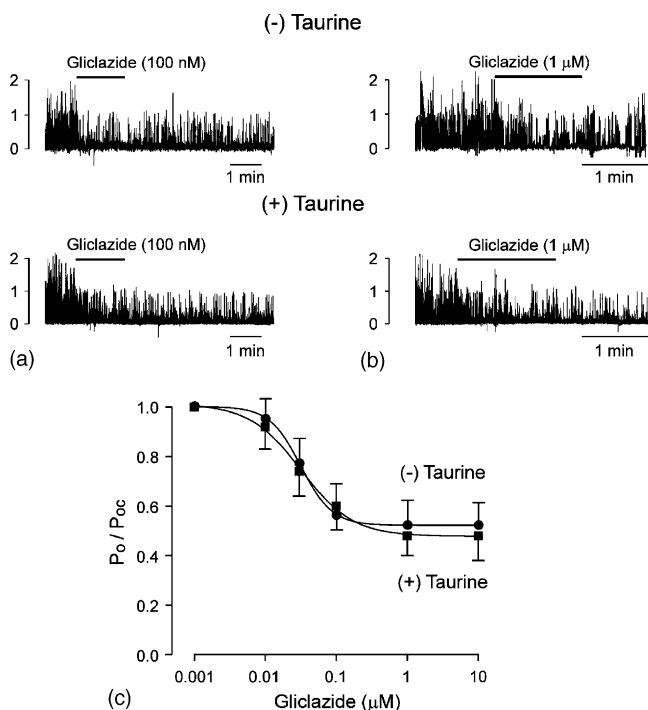 (-) Taurine
Gliclazide (100 nM)
Gliclazide (1 μM)
2
1
0
2
1
0
1 min
1 min
(+) Taurine
Gliclazide (100 nM)
Gliclazide (1 μM)
2
1
0
2
1
0
1 min
1 min
(a)
(b)
1.0
0.8
0.6
0.4
0.2
0.0
Po / Poc
(-) Taurine
(+) Taurine
0.001
0.01
0.1
1
10
Gliclazide (μM)
(c)